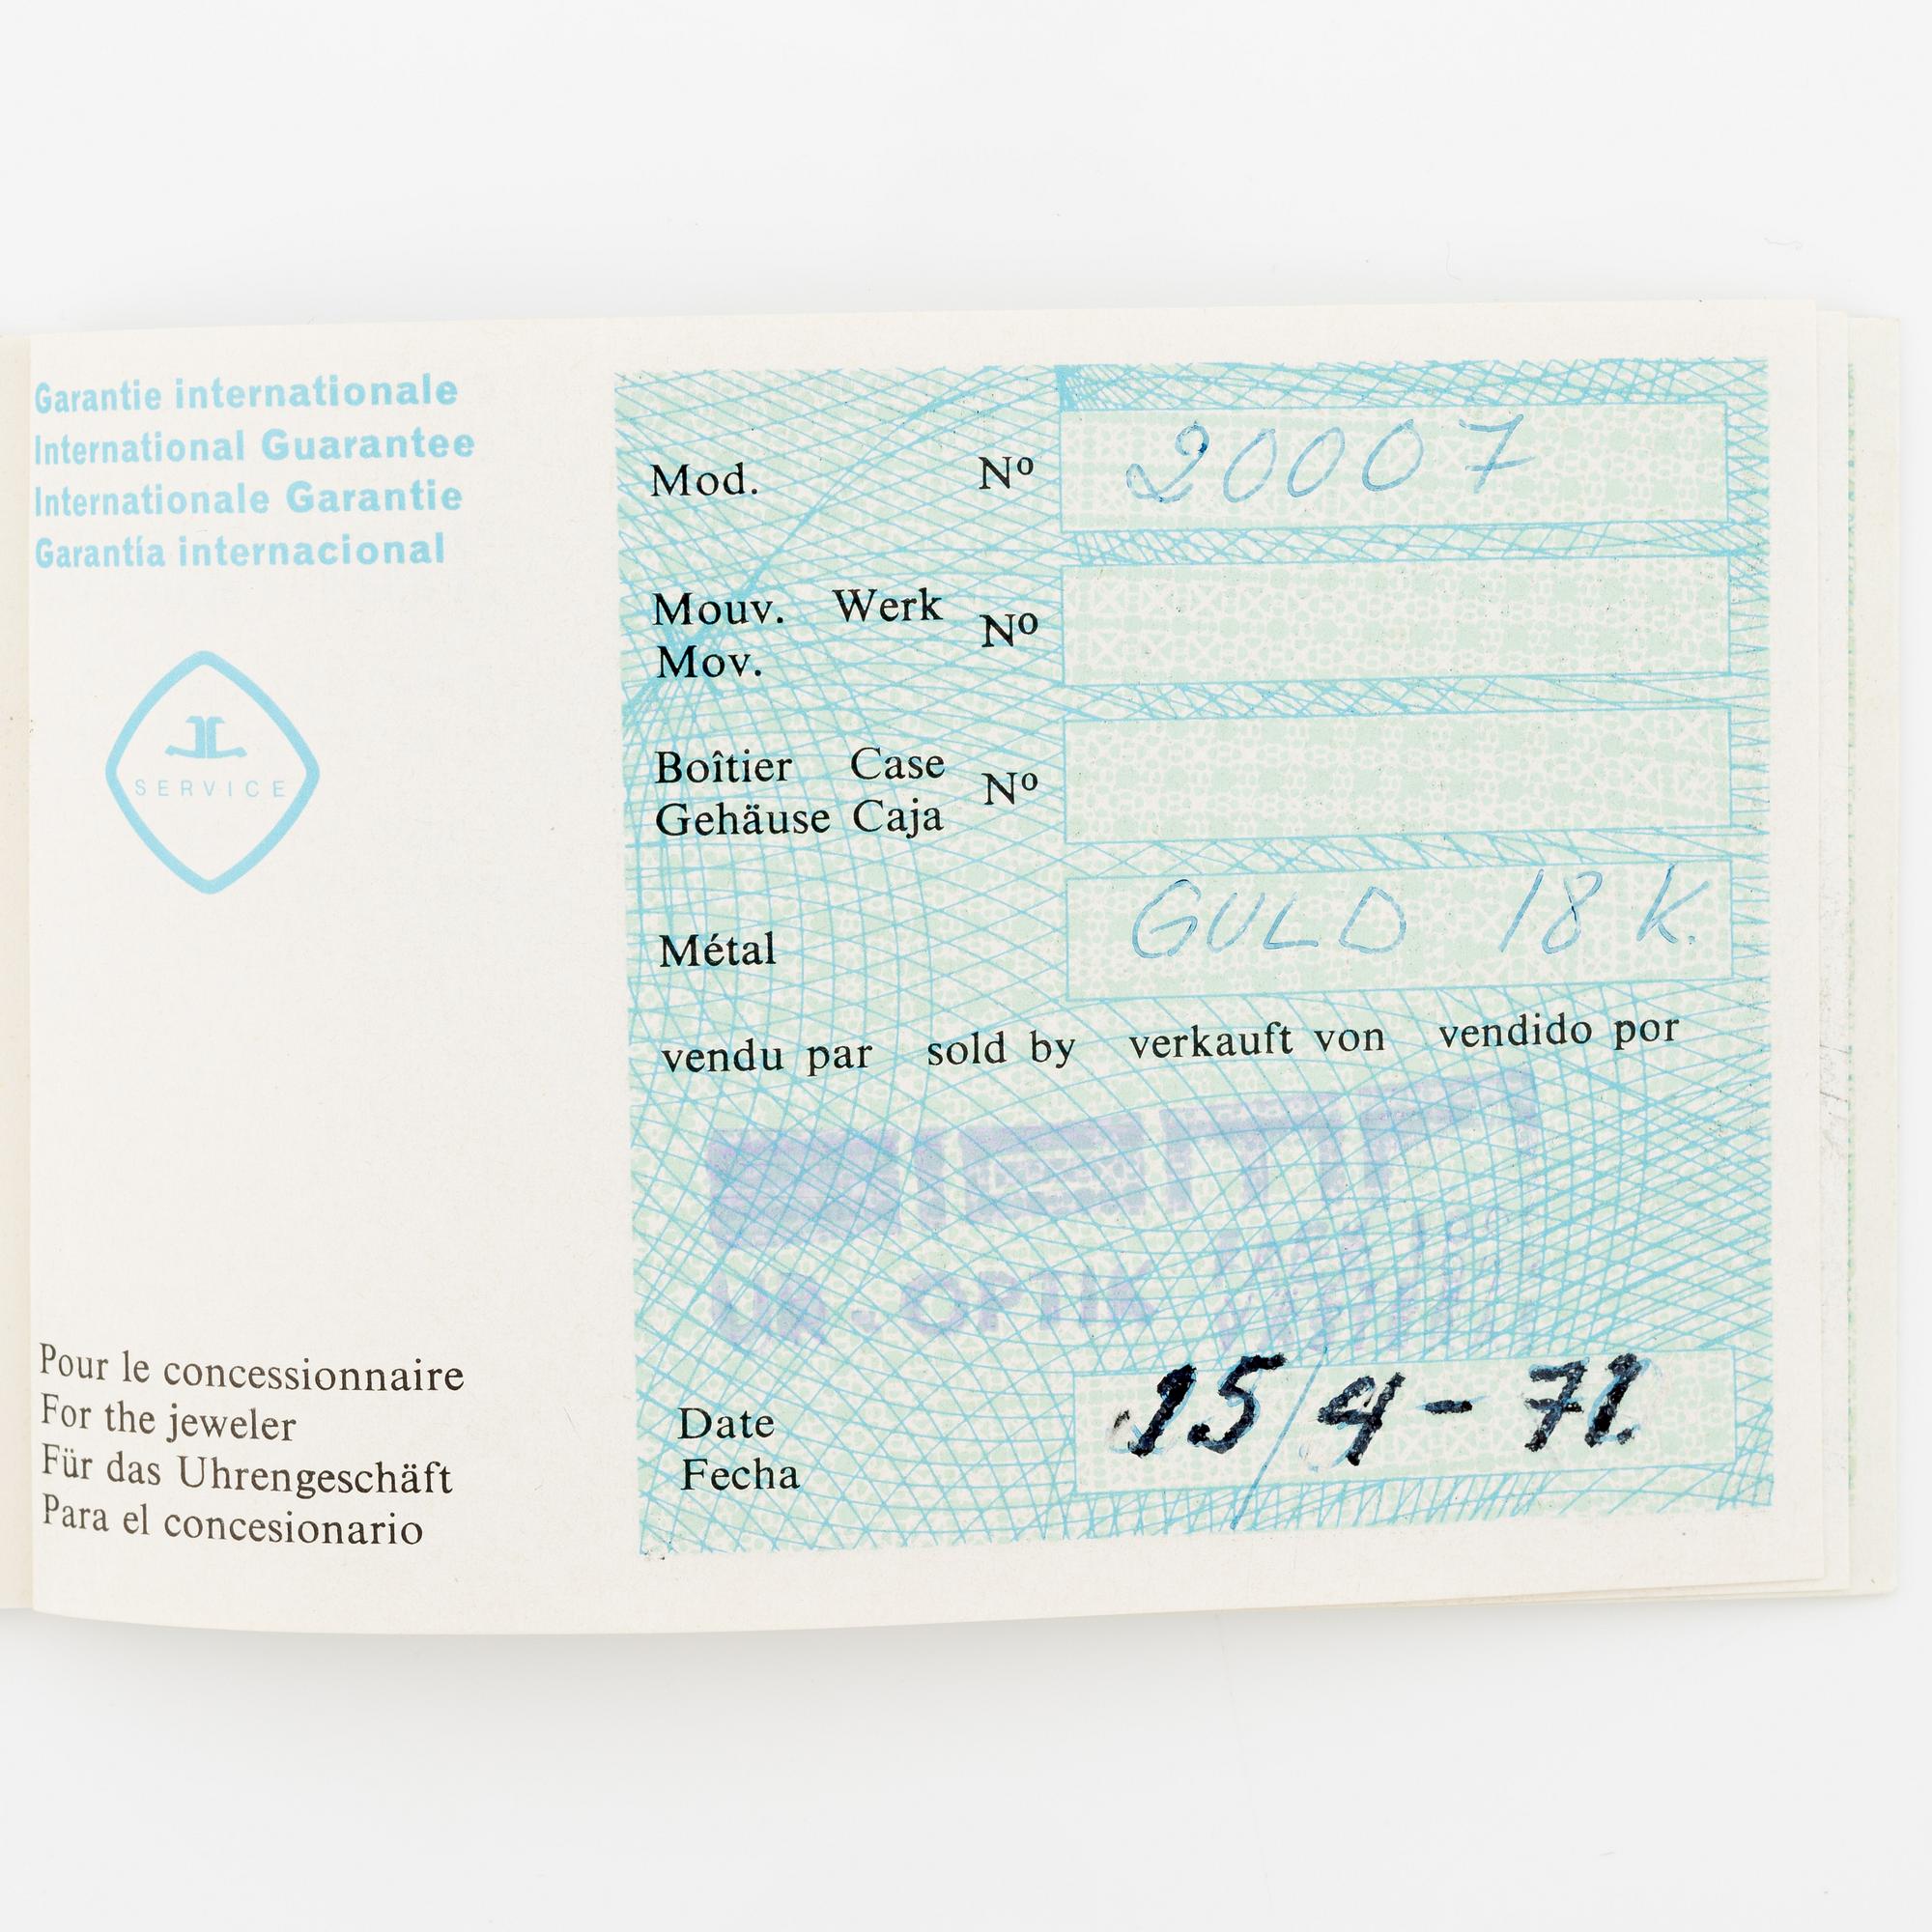 Garantie internationale
International Guarantee
Internationale Garantie
Garantía internacional
SERVICE
Pour le concessionnaire
For the jeweler
Für das Uhrengeschäft
Para el concesionario
Mod. Nº 20007
Mouv. Werk Nº
Mov.
Boîtier Case Nº
Gehäuse Caja
Métal GULD 18 K.
vendu par sold by verkauft von vendido por
UR & OPTIK
Date 15/4-71
Fecha